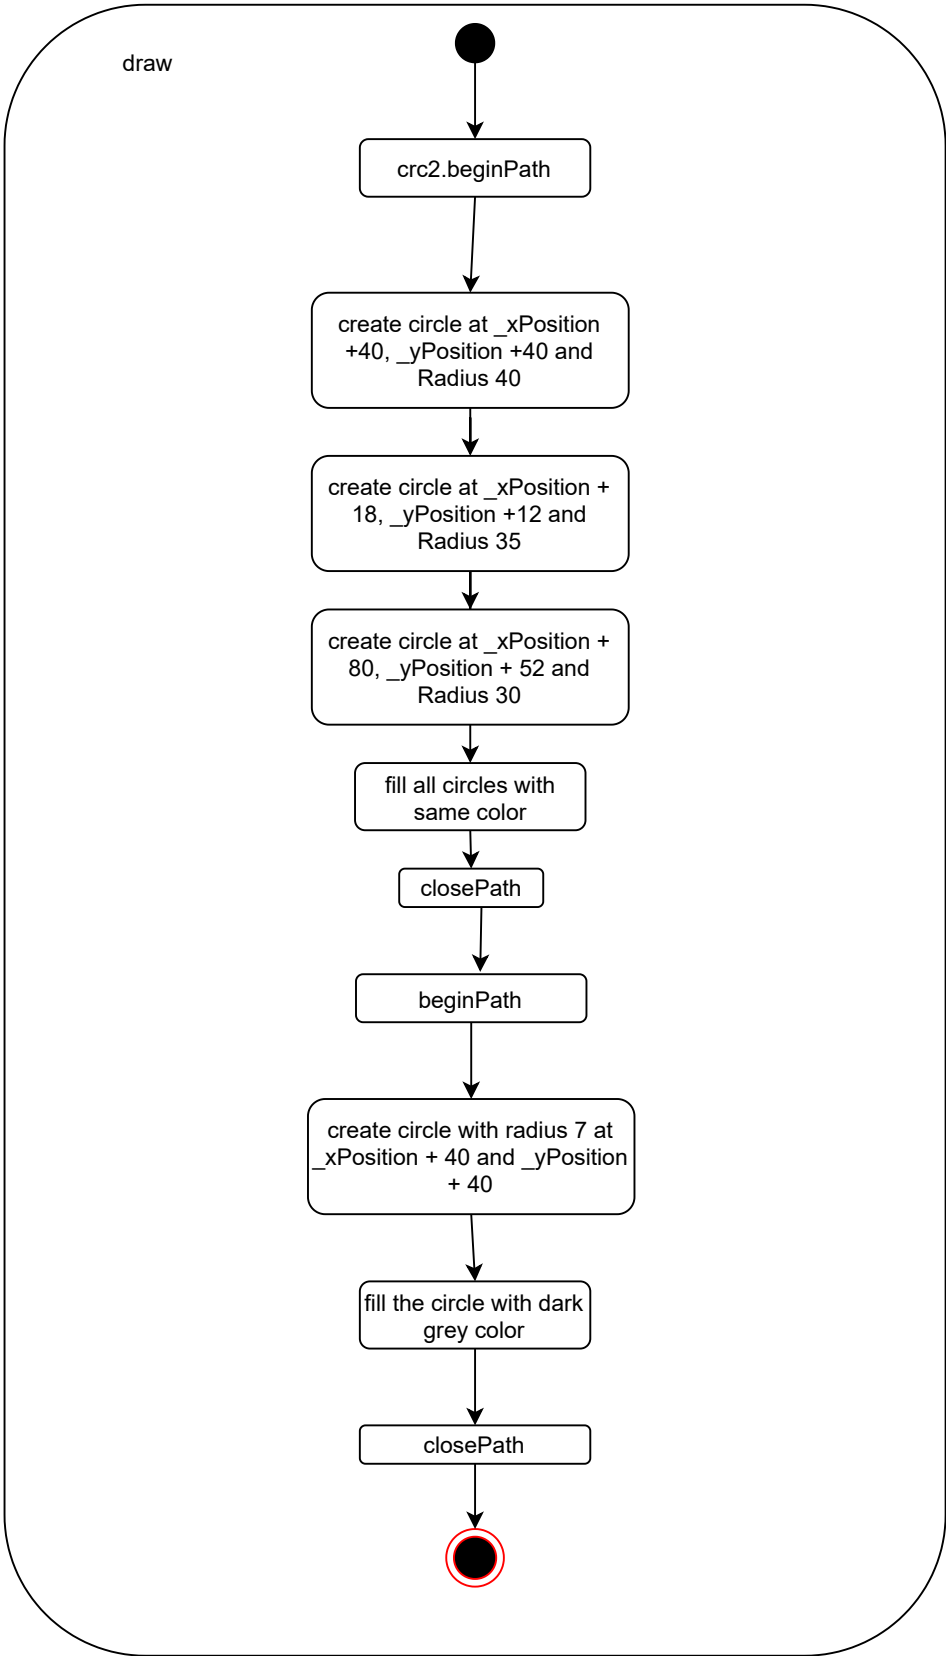 draw
crc2.beginPath
create circle at _xPosition
+40, _yPosition +40 and
Radius 40
create circle at _xPosition +
18, _yPosition +12 and
Radius 35
create circle at _xPosition +
80, _yPosition + 52 and
Radius 30
fill all circles with
same color
closePath
beginPath
create circle with radius 7 at
_xPosition + 40 and _yPosition
+ 40
fill the circle with dark
grey color
closePath